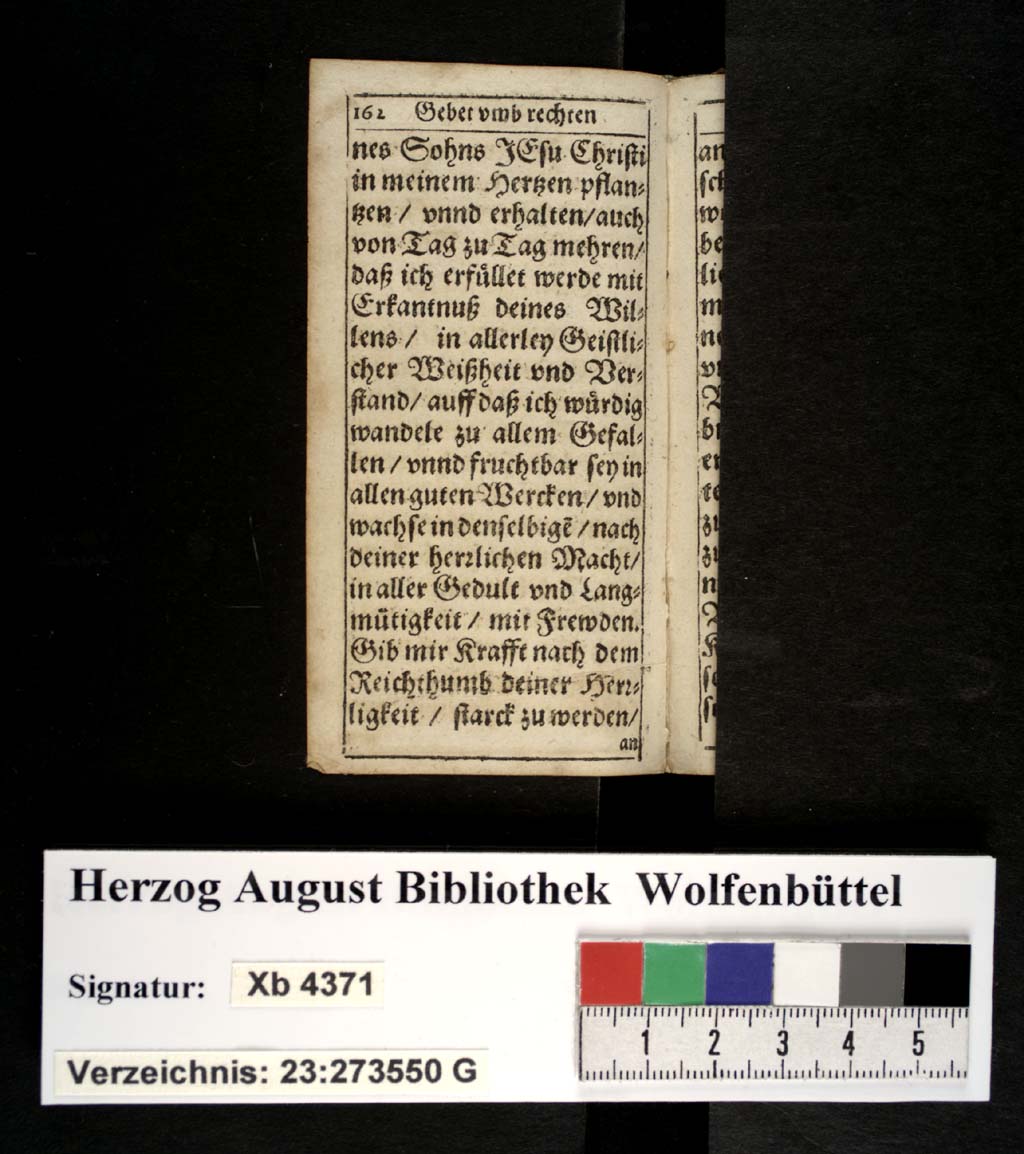 162 Gebet vmb rechten
nes Sohns JEsu Christi
in meinem Hertzen pflan-
tzen / vnnd erhalten/auch
von Tag zu Tag mehren/
daß ich erfüllet werde mit
Erkantnuß deines Wil-
lens / in allerley Geistli-
cher Weißheit vnd Ver-
stand/ auff daß ich würdig
wandele zu allem Gefal-
len / vnnd fruchtbar sey in
allen guten Wercken/ vnd
wachse in denselbigẽ / nach
deiner herrlichen Macht/
in aller Gedult vnd Lang-
mütigkeit / mit Frewden.
Gib mir Krafft nach dem
Reichthumb deiner Herr-
ligkeit / starck zu werden/
an
Herzog August Bibliothek Wolfenbüttel
Signatur: Xb 4371
Verzeichnis: 23:273550 G
1 2 3 4 5